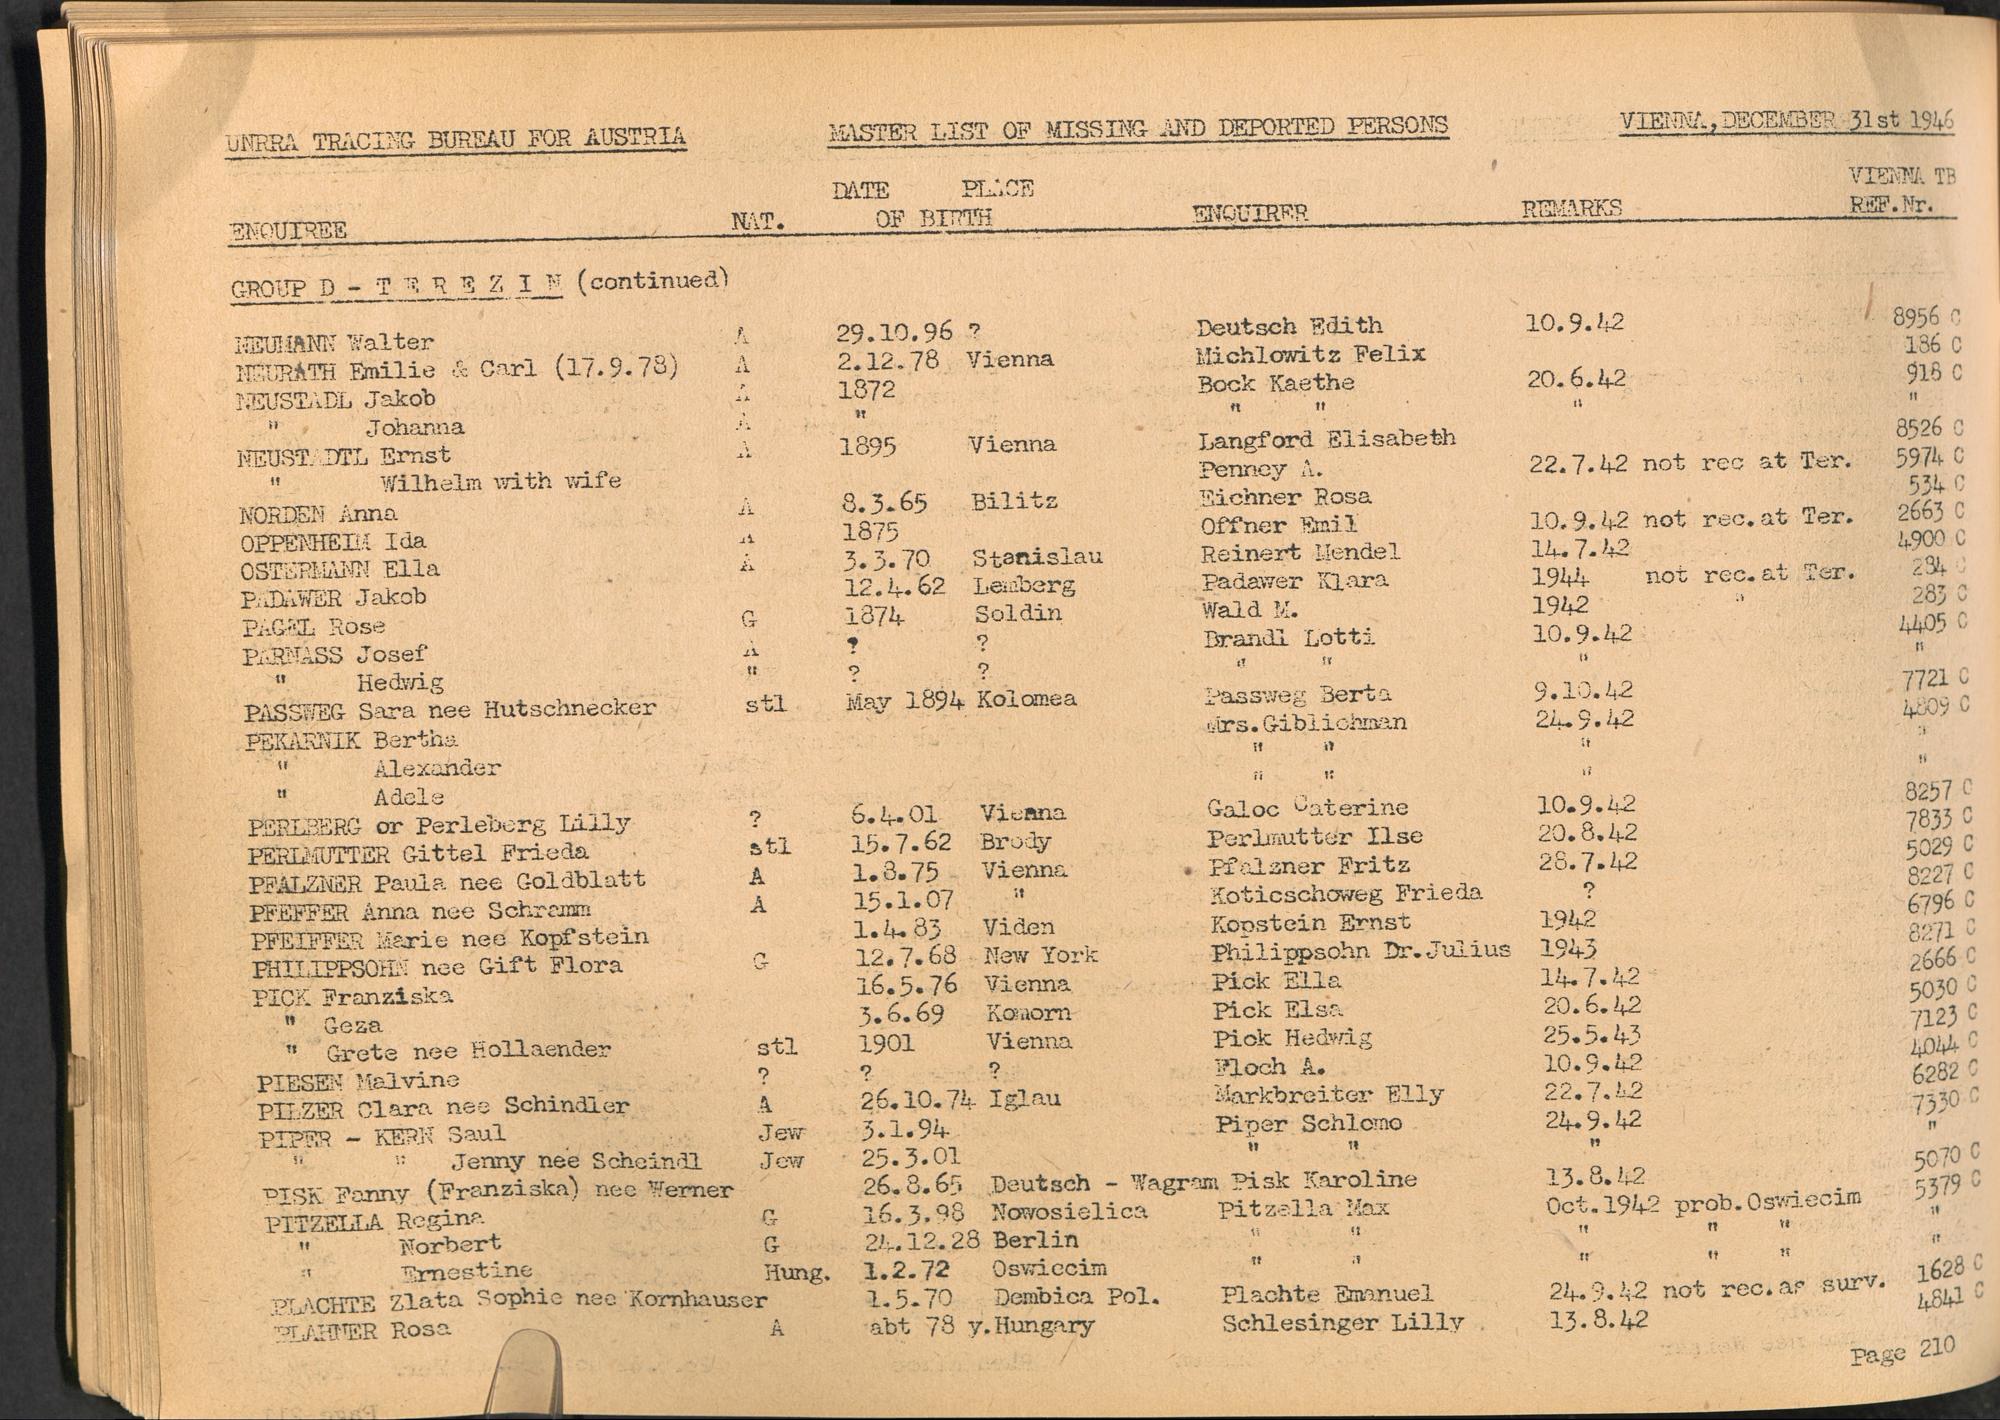 UNRRA TRACING BUREAU FOR AUSTRIA MASTER LIST OF MISSING AND DEPORTED PERSONS VIENNA, DECEMBER 31st 1946
DATE PLACE VIENNA TB
ENQUIREE NAT. OF BIRTH ENQUIRER REMARKS REF.Nr.
GROUP D - T E R E Z I N (continued)
NEUMANN Walter A 29.10.96 ? Deutsch Edith 10.9.42 8956 C
NEURATH Emilie & Carl (17.9.78) A 2.12.78 Vienna Michlowitz Felix 186 C
NEUSTADL Jakob A 1872 Bock Kaethe 20.6.42 918 C
" Johanna A " " " " "
NEUSTADTL Ernst A 1895 Vienna Langford Elisabeth 8526 C
" Wilhelm with wife Penney A. 22.7.42 not rec at Ter. 5974 C
NORDEN Anna A 8.3.65 Bilitz Eichner Rosa 534 C
OPPENHEIM Ida A 1875 Offner Emil 10.9.42 not rec.at Ter. 2663 C
OSTERMANN Ella A 3.3.70 Stanislau Reinert Mendel 14.7.42 4900 C
PADAWER Jakob 12.4.62 Lemberg Padawer Klara 1944 not rec.at Ter. 284 C
PAGEL Rose G 1874 Soldin Wald M. 1942 " 283 C
PARNASS Josef A ? ? Brandl Lotti 10.9.42 4405 C
" Hedwig " ? ? " " " "
PASSWEG Sara nee Hutschnecker stl May 1894 Kolomea Passweg Berta 9.10.42 7721 C
PEKARNIK Bertha Mrs.Giblichman 24.9.42 4809 C
" Alexander " " " "
" Adele " " " "
PERLBERG or Perleberg Lilly ? 6.4.01 Vienna Galoc Caterine 10.9.42 8257 C
PERLMUTTER Gittel Frieda stl 15.7.62 Brody Perlmutter Ilse 20.8.42 7833 C
PFALZNER Paula nee Goldblatt A 1.8.75 Vienna Pfalzner Fritz 28.7.42 5029 C
PFEFFER Anna nee Schramm A 15.1.07 " Koticschoweg Frieda ? 8227 C
PFEIFFER Marie nee Kopfstein 1.4.83 Viden Kopstein Ernst 1942 6796 C
PHILIPPSOHN nee Gift Flora G 12.7.68 New York Philippsohn Dr.Julius 1943 8271 C
PICK Franziska 16.5.76 Vienna Pick Ella 14.7.42 2666 C
" Geza 3.6.69 Komorn Pick Elsa 20.6.42 5030 C
" Grete nee Hollaender stl 1901 Vienna Pick Hedwig 25.5.43 7123 C
PIESEN Malvine ? ? ? Floch A. 10.9.42 4044 C
PILZER Clara nee Schindler A 26.10.74 Iglau Markbreiter Elly 22.7.42 6282 C
PIPER - KERN Saul Jew 3.1.94 Piper Schlomo 24.9.42 7330 C
" " Jenny nee Scheindl Jew 25.3.01 " " " "
PISK Fanny (Franziska) nee Werner 26.8.65 Deutsch - Wagram Pisk Karoline 13.8.42 5070 C
PITZELLA Regina G 16.3.98 Nowosielica Pitzella Max Oct.1942 prob.Oswiecim 5379 C
" Norbert G 24.12.28 Berlin " " " " " "
" Ernestine Hung. 1.2.72 Oswiecim " " " " " "
PLACHTE Zlata Sophie nee Kornhauser 1.5.70 Dembica Pol. Plachte Emanuel 24.9.42 not rec.as surv. 1628 C
PLAHNER Rosa A abt 78 y. Hungary Schlesinger Lilly 13.8.42 4841 C
Page 210